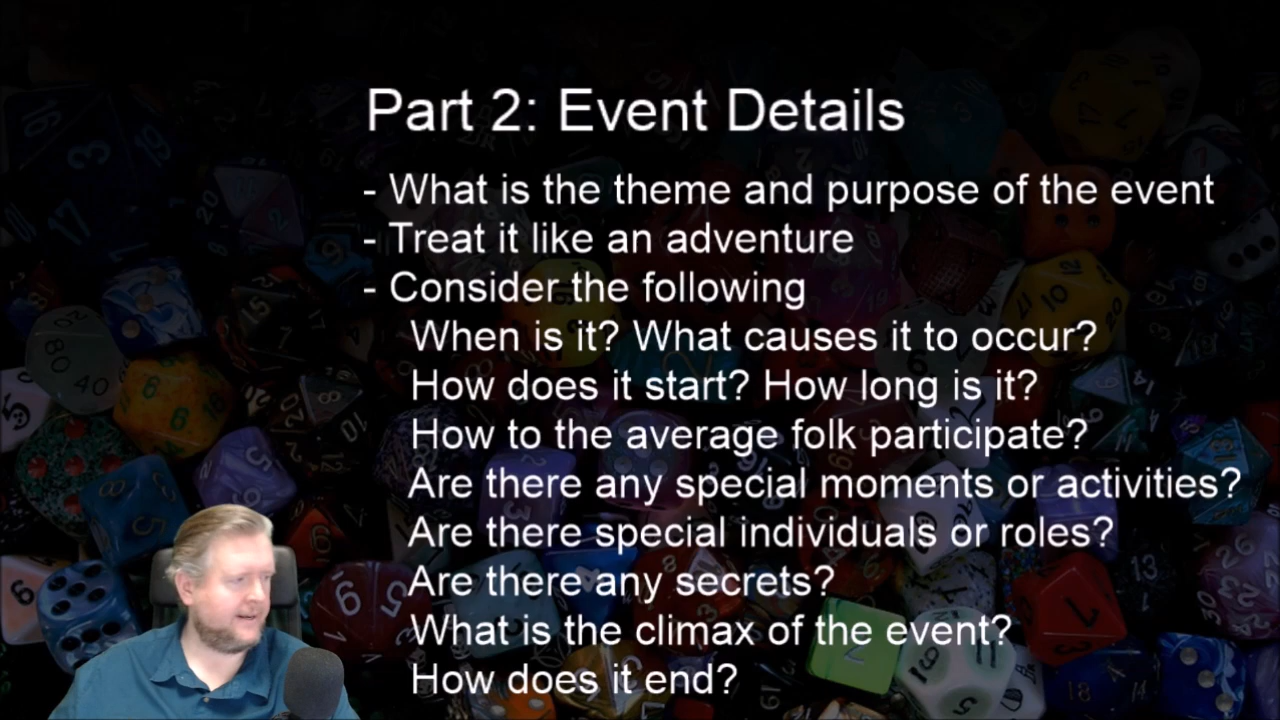 Part 2: Event Details
- What is the theme and purpose of the event
- Treat it like an adventure
- Consider the following
When is it? What causes it to occur?
How does it start? How long is it?
How to the average folk participate?
Are there any special moments or activities?
Are there special individuals or roles?
Are there any secrets?
What is the climax of the event?
How does it end?